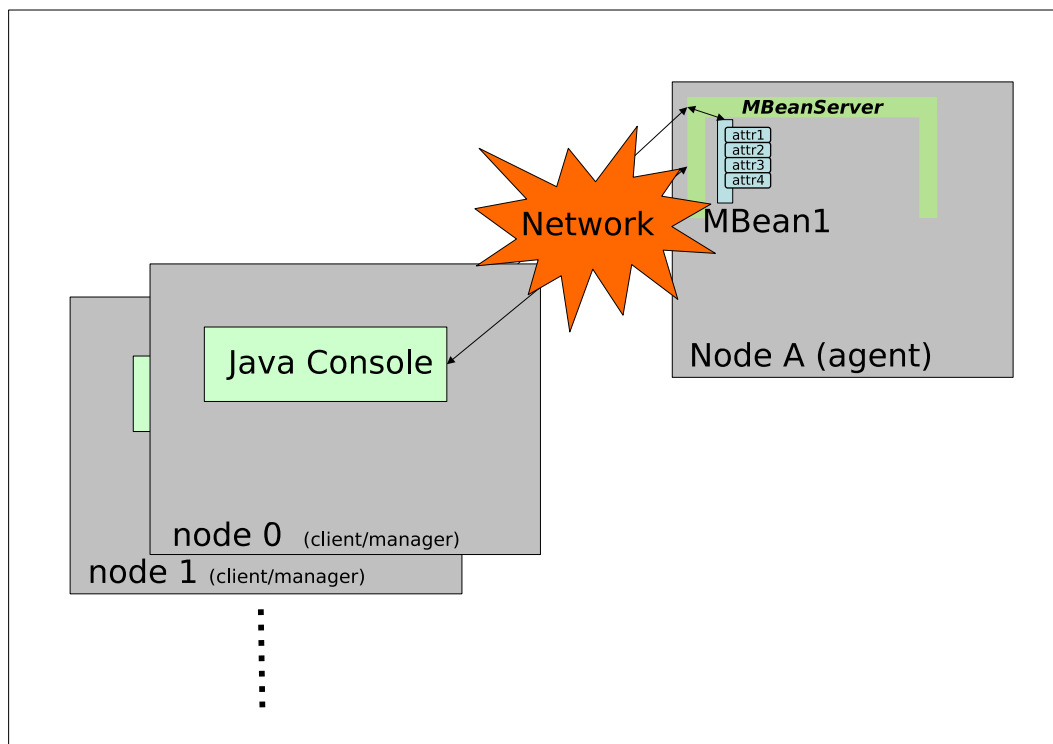 MBeanServer
attr1
attr2
attr3
attr4
MBean1
Network
Node A (agent)
Java Console
node 0 (client/manager)
node 1 (client/manager)